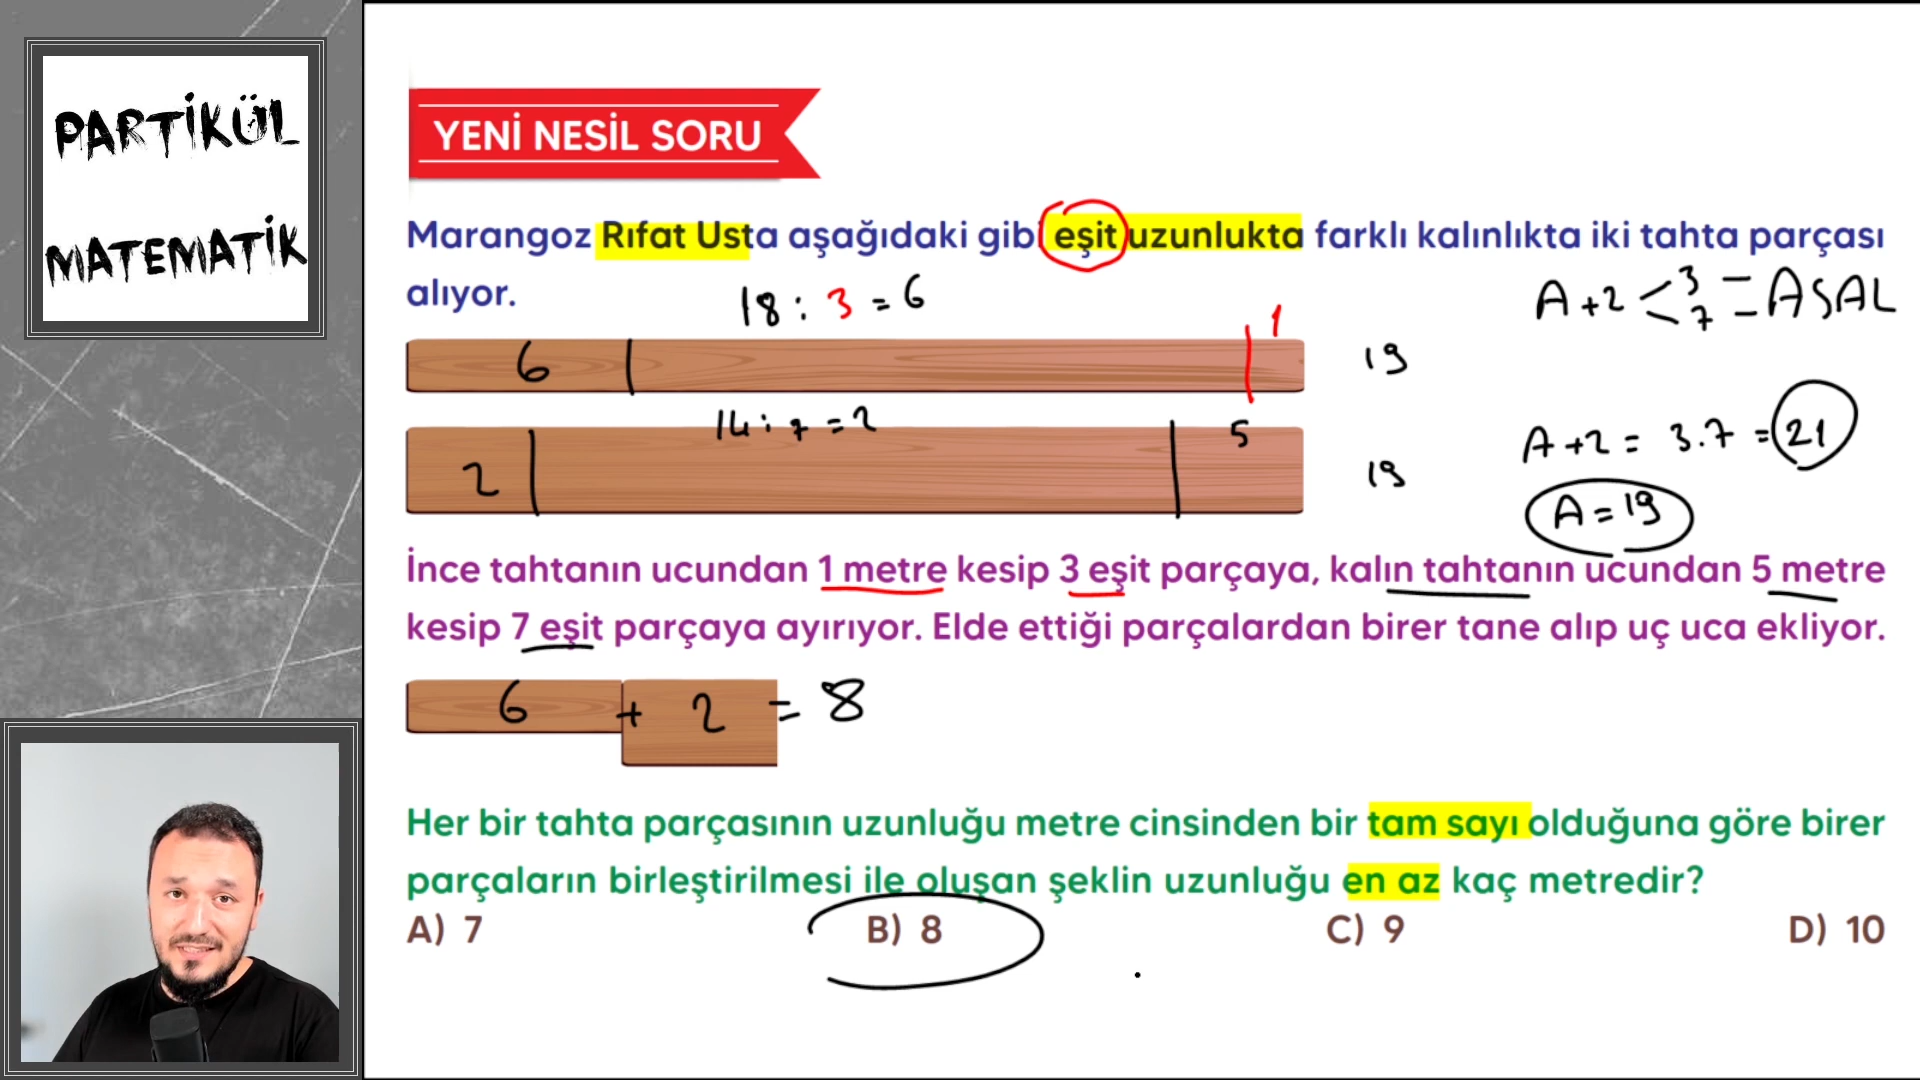 PARTİKÜL
MATEMATİK
YENİ NESİL SORU
Marangoz Rıfat Usta aşağıdaki gibi eşit uzunlukta farklı kalınlıkta iki tahta parçası
alıyor.
18 : 3 = 6
A + 2 < 3 7 = ASAL
1
6
19
14 : 7 = 2
5
2
19
A + 2 = 3.7 = 21
A = 19
İnce tahtanın ucundan 1 metre kesip 3 eşit parçaya, kalın tahtanın ucundan 5 metre
kesip 7 eşit parçaya ayırıyor. Elde ettiği parçalardan birer tane alıp uç uca ekliyor.
6 + 2 = 8
Her bir tahta parçasının uzunluğu metre cinsinden bir tam sayı olduğuna göre birer
parçaların birleştirilmesi ile oluşan şeklin uzunluğu en az kaç metredir?
A) 7 B) 8 C) 9 D) 10